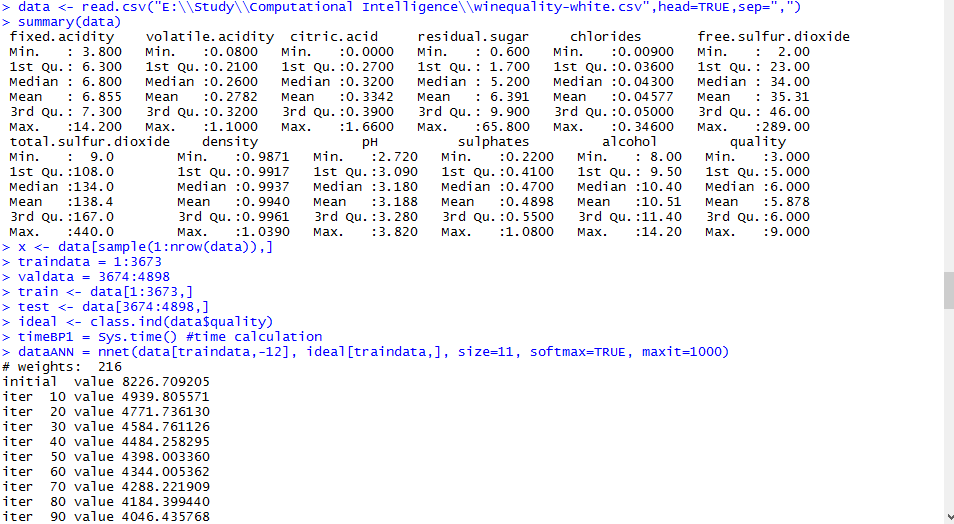 > data <- read.csv("E:\\Study\\Computational Intelligence\\winequality-white.csv",head=TRUE,sep=",")
> summary(data)
 fixed.acidity    volatile.acidity  citric.acid     residual.sugar     chlorides       free.sulfur.dioxide
 Min.   : 3.800   Min.   :0.0800   Min.   :0.0000   Min.   : 0.600   Min.   :0.00900   Min.   :  2.00
 1st Qu.: 6.300   1st Qu.:0.2100   1st Qu.:0.2700   1st Qu.: 1.700   1st Qu.:0.03600   1st Qu.: 23.00
 Median : 6.800   Median :0.2600   Median :0.3200   Median : 5.200   Median :0.04300   Median : 34.00
 Mean   : 6.855   Mean   :0.2782   Mean   :0.3342   Mean   : 6.391   Mean   :0.04577   Mean   : 35.31
 3rd Qu.: 7.300   3rd Qu.:0.3200   3rd Qu.:0.3900   3rd Qu.: 9.900   3rd Qu.:0.05000   3rd Qu.: 46.00
 Max.   :14.200   Max.   :1.1000   Max.   :1.6600   Max.   :65.800   Max.   :0.34600   Max.   :289.00
 total.sulfur.dioxide    density             pH          sulphates         alcohol         quality
 Min.   :  9.0        Min.   :0.9871   Min.   :2.720   Min.   :0.2200   Min.   : 8.00   Min.   :3.000
 1st Qu.:108.0        1st Qu.:0.9917   1st Qu.:3.090   1st Qu.:0.4100   1st Qu.: 9.50   1st Qu.:5.000
 Median :134.0        Median :0.9937   Median :3.180   Median :0.4700   Median :10.40   Median :6.000
 Mean   :138.4        Mean   :0.9940   Mean   :3.188   Mean   :0.4898   Mean   :10.51   Mean   :5.878
 3rd Qu.:167.0        3rd Qu.:0.9961   3rd Qu.:3.280   3rd Qu.:0.5500   3rd Qu.:11.40   3rd Qu.:6.000
 Max.   :440.0        Max.   :1.0390   Max.   :3.820   Max.   :1.0800   Max.   :14.20   Max.   :9.000
> x <- data[sample(1:nrow(data)),]
> traindata = 1:3673
> valdata = 3674:4898
> train <- data[1:3673,]
> test <- data[3674:4898,]
> ideal <- class.ind(data$quality)
> timeBP1 = Sys.time() #time calculation
> dataANN = nnet(data[traindata,-12], ideal[traindata,], size=11, softmax=TRUE, maxit=1000)
# weights:  216
initial  value 8226.709205
iter  10 value 4939.805571
iter  20 value 4771.736130
iter  30 value 4584.761126
iter  40 value 4484.258295
iter  50 value 4398.003360
iter  60 value 4344.005362
iter  70 value 4288.221909
iter  80 value 4184.399440
iter  90 value 4046.435768